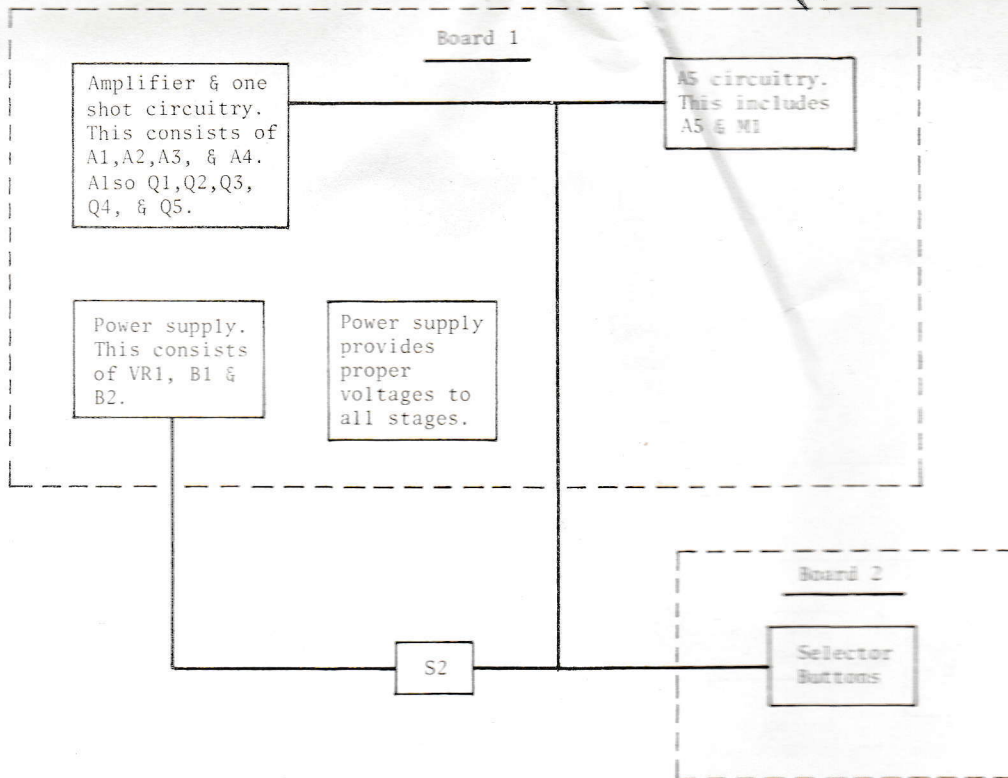 Board 1
Amplifier & one
shot circuitry.
This consists of
A1,A2,A3, & A4.
Also Q1,Q2,Q3,
Q4, & Q5.
A5 circuitry.
This includes
A5 & M1
Power supply.
This consists
of VR1, B1 &
B2.
Power supply
provides
proper
voltages to
all stages.
S2
Board 2
Selector
Buttons